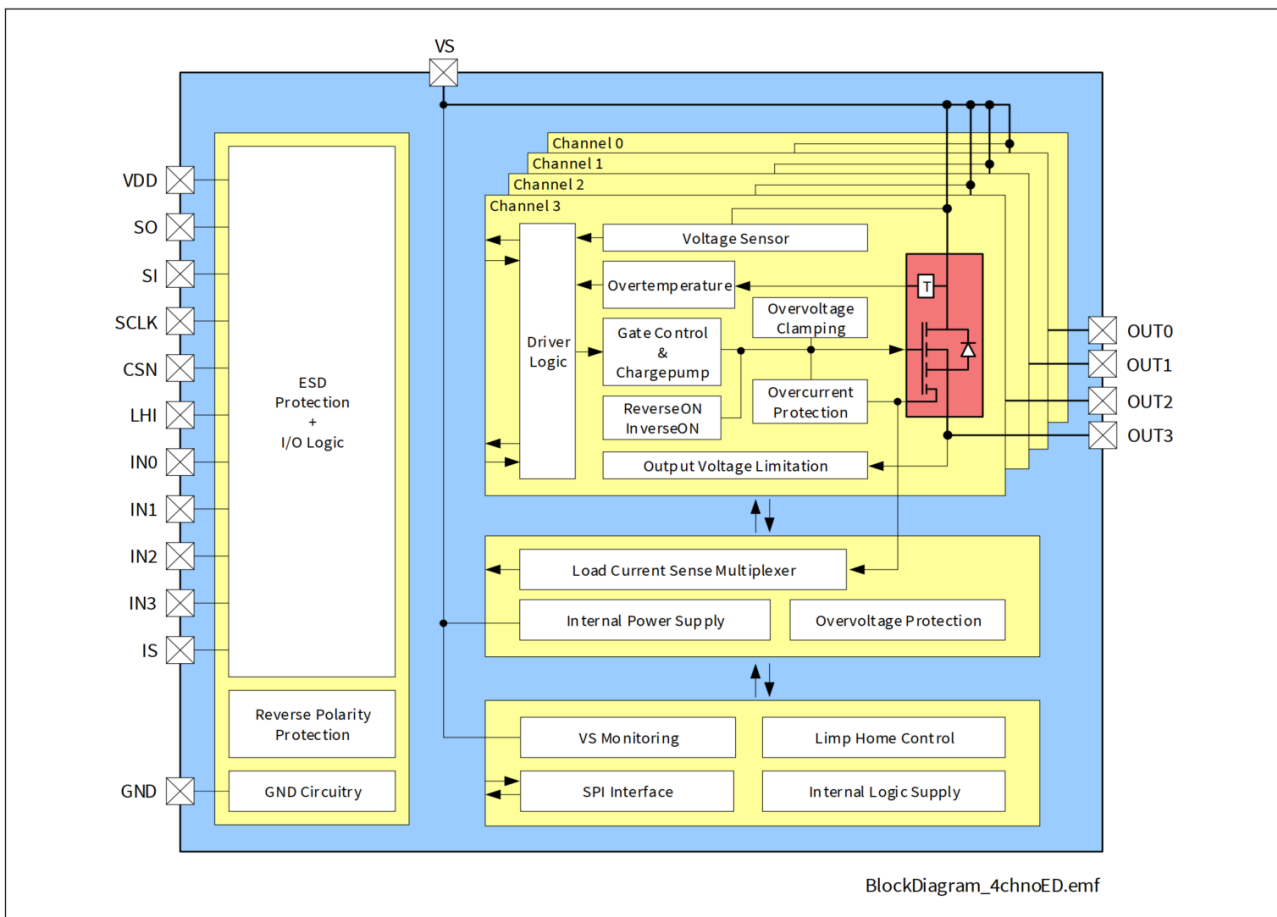 VS
VDD
SO
SI
SCLK
CSN
LHI
IN0
IN1
IN2
IN3
IS
GND
ESD
Protection
+
I/O Logic
Reverse Polarity
Protection
GND Circuitry
Channel 0
Channel 1
Channel 2
Channel 3
Driver
Logic
Voltage Sensor
Overtemperature
T
Gate Control
&
Chargepump
Overvoltage
Clamping
ReverseON
InverseON
Overcurrent
Protection
Output Voltage Limitation
OUT0
OUT1
OUT2
OUT3
Load Current Sense Multiplexer
Internal Power Supply
Overvoltage Protection
VS Monitoring
Limp Home Control
SPI Interface
Internal Logic Supply
BlockDiagram_4chnoED.emf